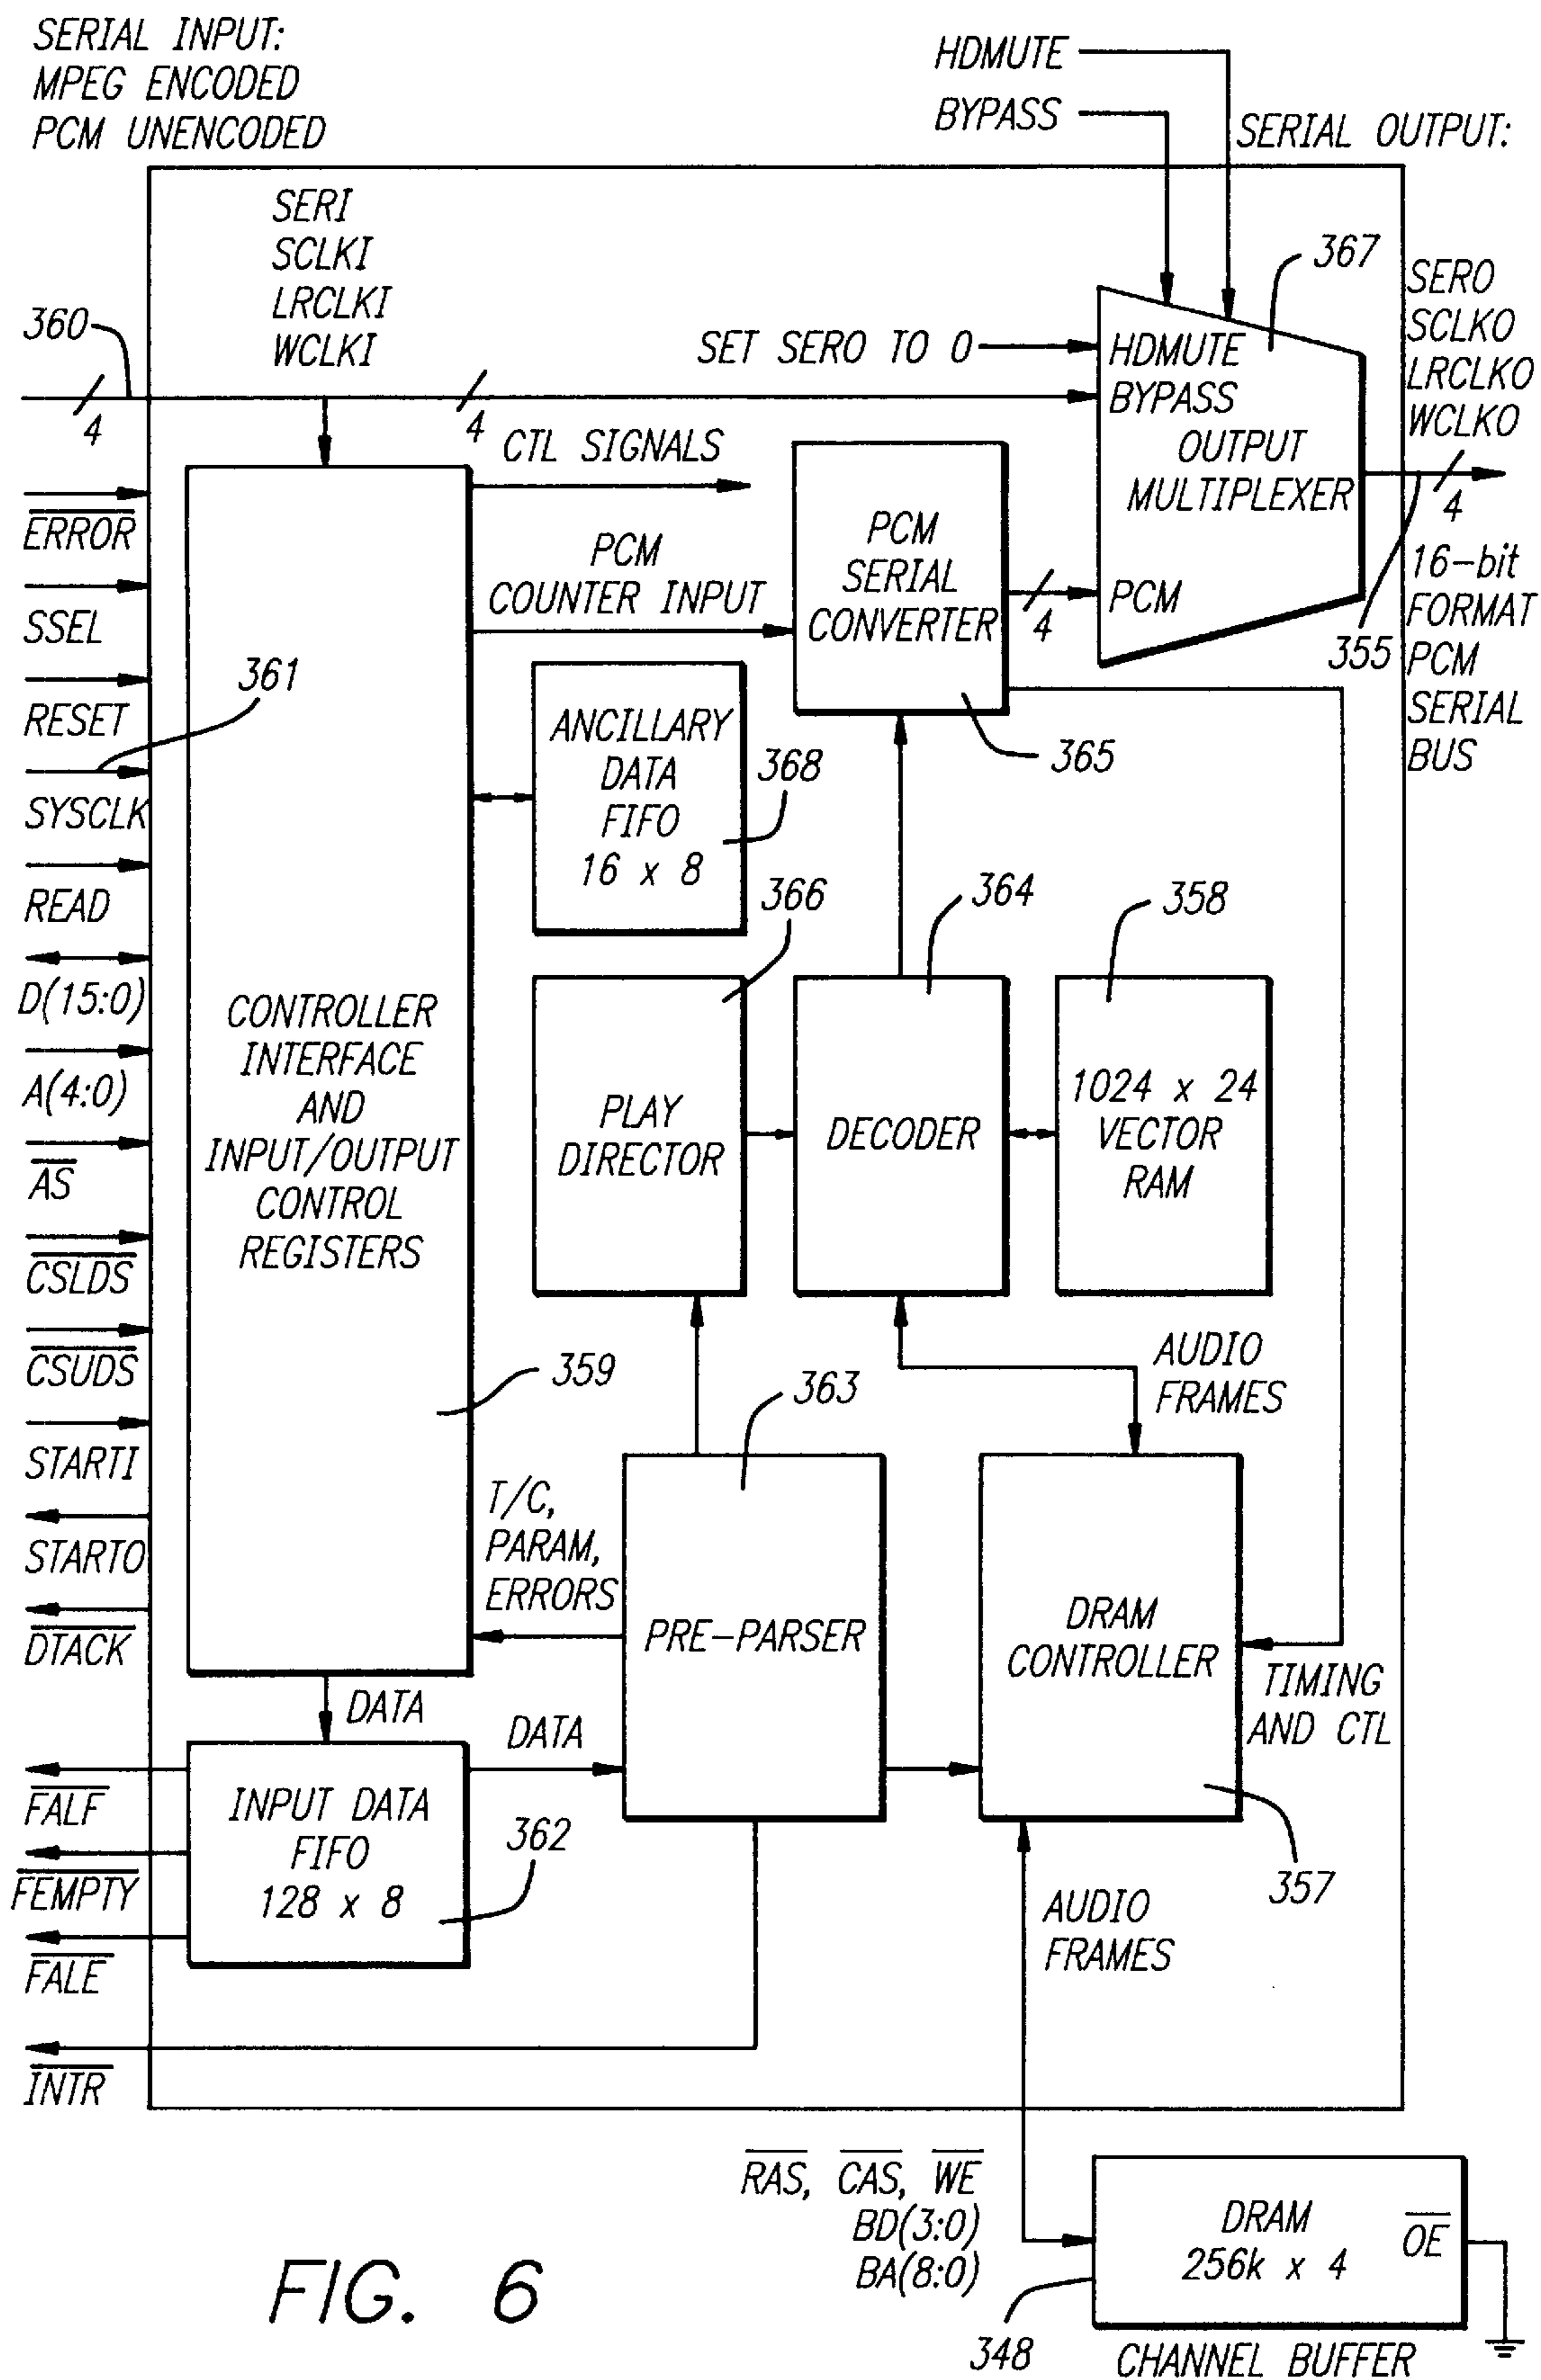 SERIAL INPUT:
MPEG ENCODED
PCM UNENCODED
HDMUTE
BYPASS
SERIAL OUTPUT:
SERI
SCLKI
LRCLKI
WCLKI
360
4
4
SET SERO TO 0
HDMUTE
BYPASS
OUTPUT
MULTIPLEXER
PCM
367
SERO
SCLKO
LRCLKO
WCLKO
4
355
16-bit
FORMAT
PCM
SERIAL
BUS
CTL SIGNALS
PCM
COUNTER INPUT
PCM
SERIAL
CONVERTER
4
365
ERROR
SSEL
RESET
361
SYSCLK
READ
D(15:0)
A(4:0)
AS
CSLDS
CSUDS
STARTI
STARTO
DTACK
FALF
FEMPTY
FALE
INTR
CONTROLLER
INTERFACE
AND
INPUT/OUTPUT
CONTROL
REGISTERS
359
ANCILLARY
DATA
FIFO
16 x 8
368
366
PLAY
DIRECTOR
364
DECODER
358
1024 x 24
VECTOR
RAM
AUDIO
FRAMES
363
T/C,
PARAM,
ERRORS
PRE-PARSER
DRAM
CONTROLLER
TIMING
AND CTL
357
DATA
DATA
INPUT DATA
FIFO
128 x 8
362
AUDIO
FRAMES
RAS, CAS, WE
BD(3:0)
BA(8:0)
DRAM
256k x 4
OE
348
CHANNEL BUFFER
FIG. 6